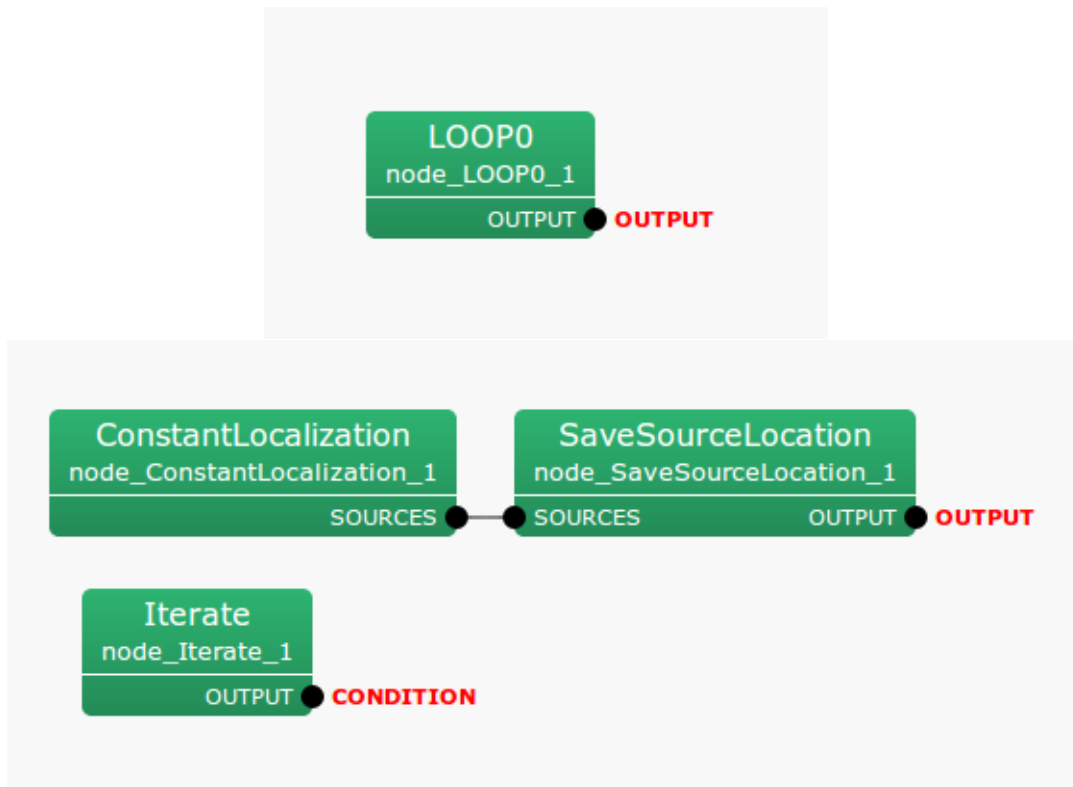 LOOP0
node_LOOP0_1
OUTPUT OUTPUT
ConstantLocalization
node_ConstantLocalization_1
SOURCES
SaveSourceLocation
node_SaveSourceLocation_1
SOURCES OUTPUT OUTPUT
Iterate
node_Iterate_1
OUTPUT CONDITION